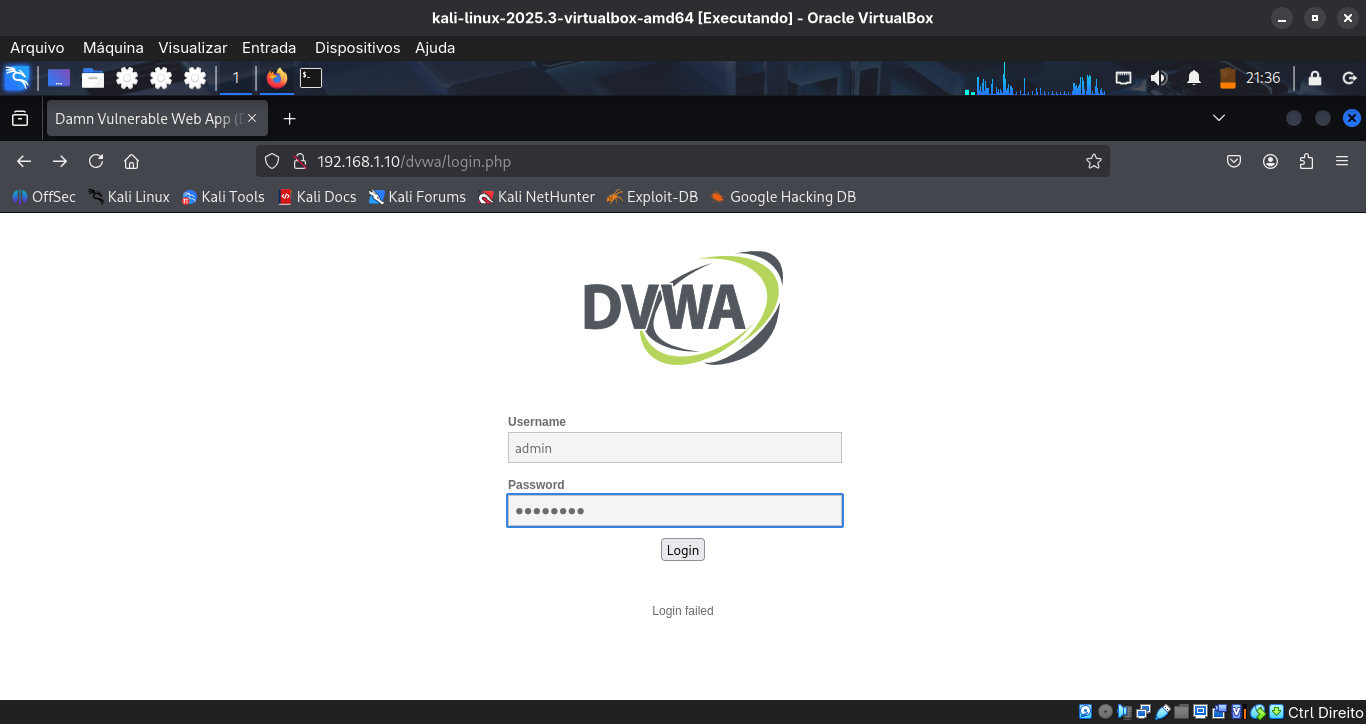 kali-linux-2025.3-virtualbox-amd64 [Executando] - Oracle VirtualBox
Arquivo Máquina Visualizar Entrada Dispositivos Ajuda
1 21:36
Damn Vulnerable Web App (
192.168.1.10/dvwa/login.php
OffSec Kali Linux Kali Tools Kali Docs Kali Forums Kali NetHunter Exploit-DB Google Hacking DB
DVWA
Username
admin
Password
••••••••
Login
Login failed
Ctrl Direito